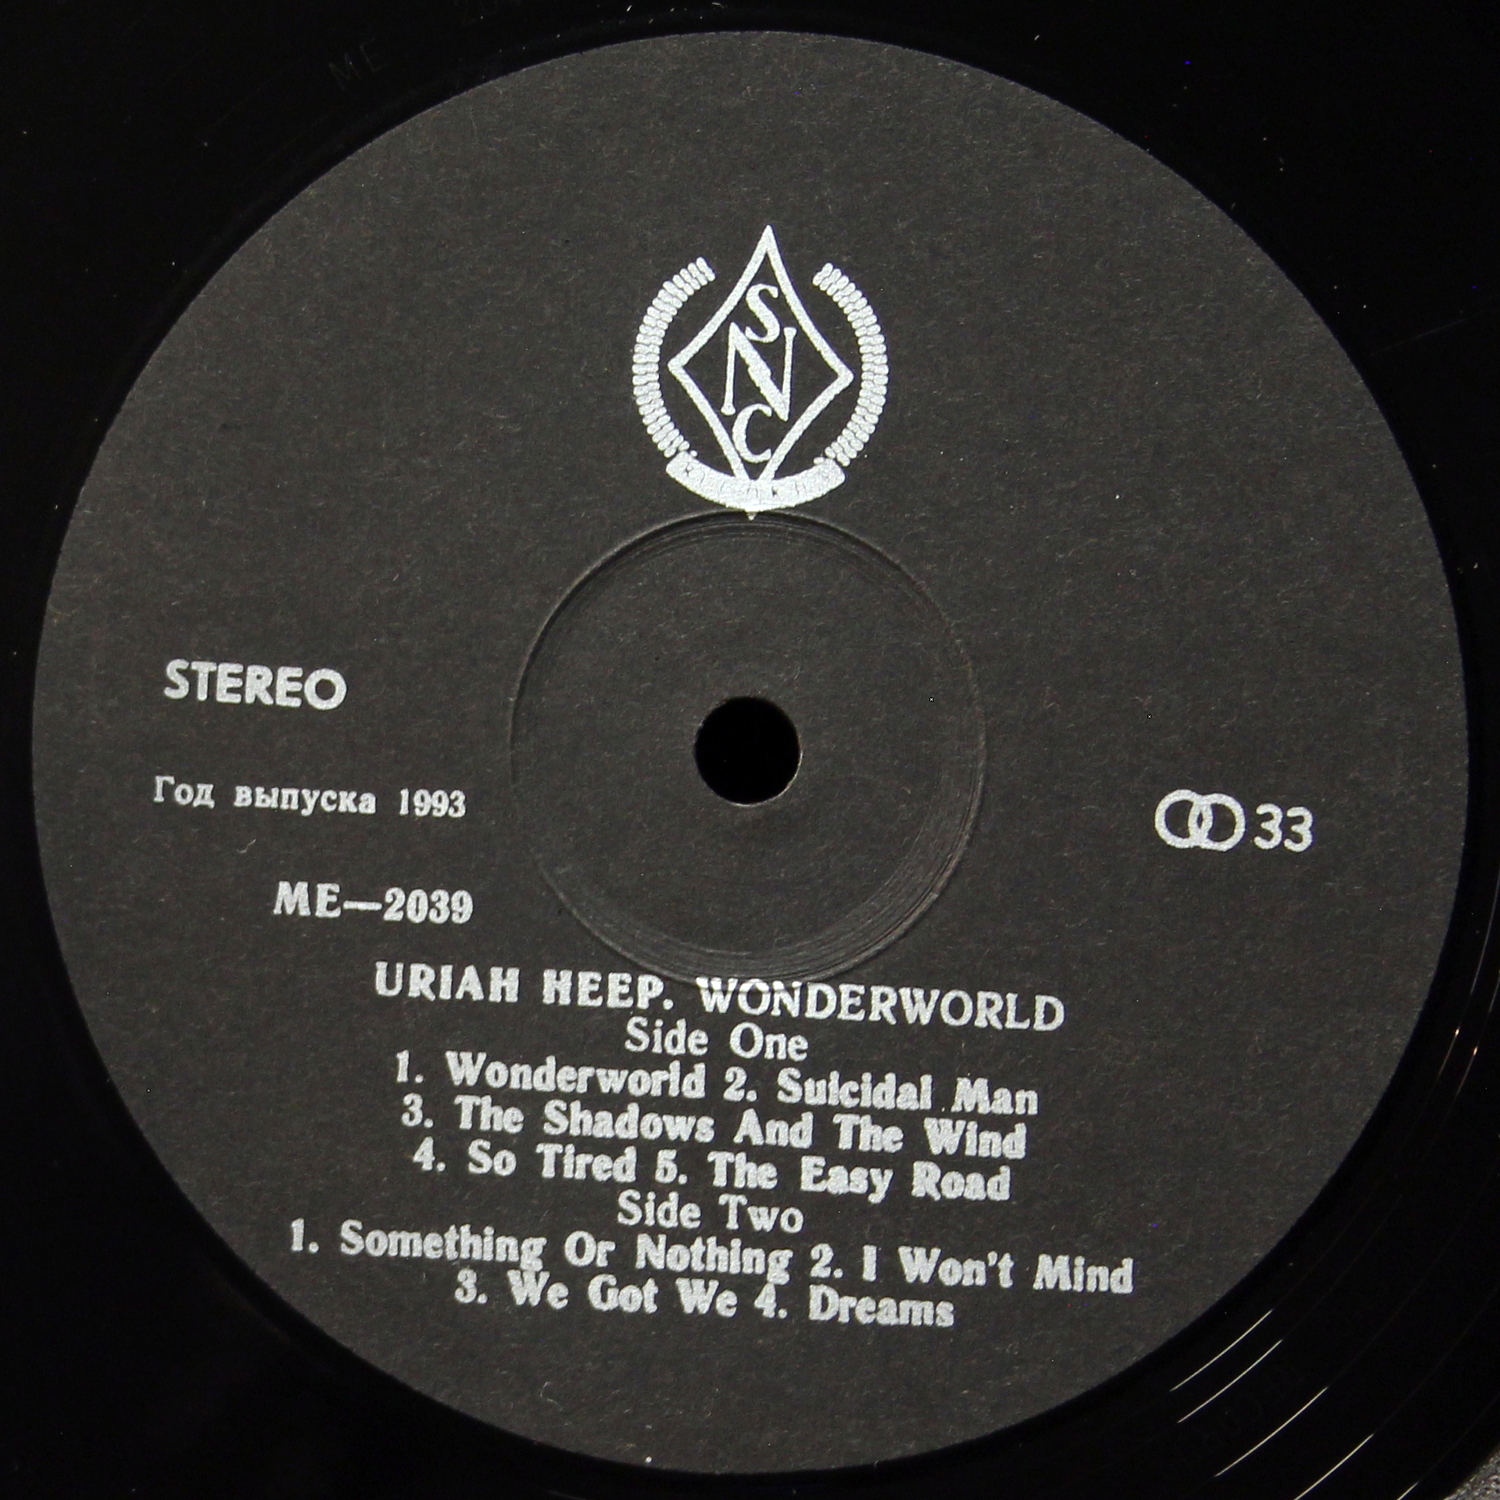 ME
S
N
C
STEREO
Год выпуска 1993
33
МЕ—2039
URIAH HEEP. WONDERWORLD
Side One
1. Wonderworld 2. Suicidal Man
3. The Shadows And The Wind
4. So Tired 5. The Easy Road
Side Two
1. Something Or Nothing 2. I Won't Mind
3. We Got We 4. Dreams